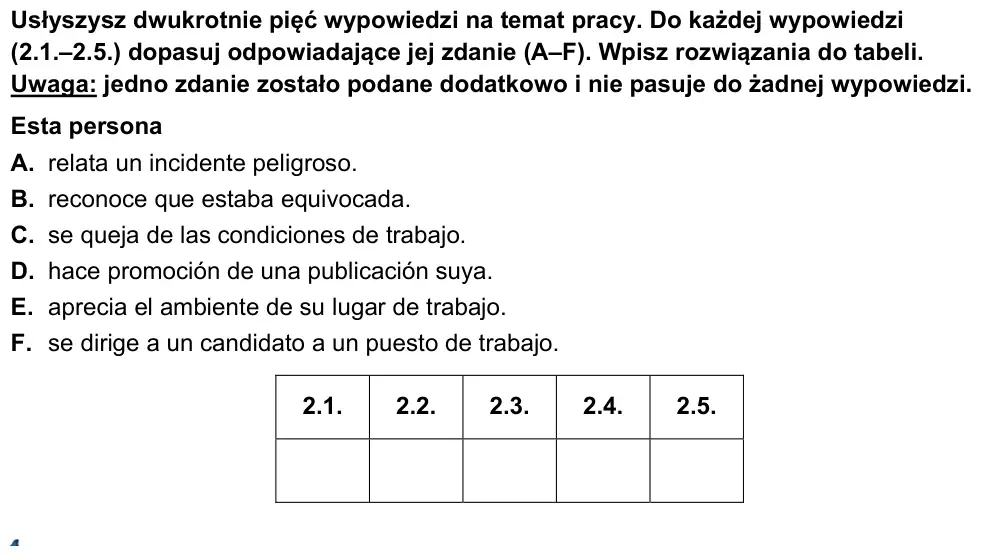 Usłyszysz dwukrotnie pięć wypowiedzi na temat pracy. Do każdej wypowiedzi
(2.1.–2.5.) dopasuj odpowiadające jej zdanie (A–F). Wpisz rozwiązania do tabeli.
Uwaga: jedno zdanie zostało podane dodatkowo i nie pasuje do żadnej wypowiedzi.
Esta persona
A. relata un incidente peligroso.
B. reconoce que estaba equivocada.
C. se queja de las condiciones de trabajo.
D. hace promoción de una publicación suya.
E. aprecia el ambiente de su lugar de trabajo.
F. se dirige a un candidato a un puesto de trabajo.
2.1. 2.2. 2.3. 2.4. 2.5.